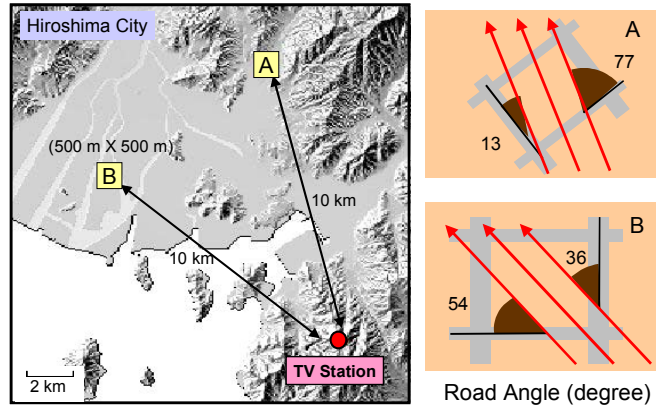 Hiroshima City
A
(500 m X 500 m)
B
10 km
10 km
TV Station
2 km
A
77
13
B
36
54
Road Angle (degree)